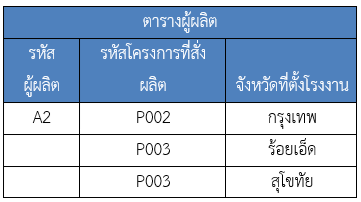 ตารางผู้ผลิต
รหัส รหัสโครงการที่สั่ง
ผู้ผลิต ผลิต จังหวัดที่ตั้งโรงงาน
A2 P002 กรุงเทพ
P003 ร้อยเอ็ด
P003 สุโขทัย